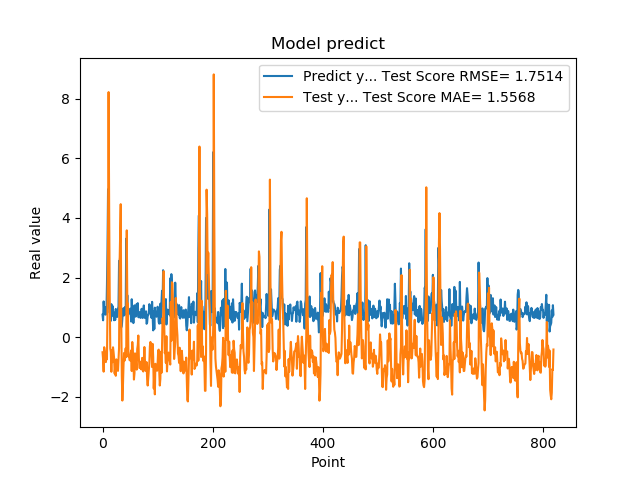 Model predict
Predict y... Test Score RMSE= 1.7514
Test y... Test Score MAE= 1.5568
8
6
4
2
0
−2
Real value
0 200 400 600 800
Point